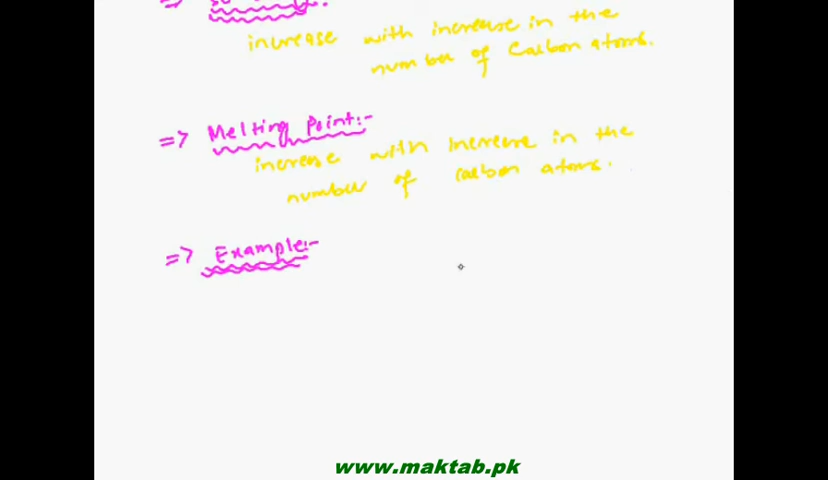 =>
increase with increase in the
number of Carbon atoms.
=> Melting Point:-
increase with increase in the
number of carbon atoms.
=> Example:-
www.maktab.pk